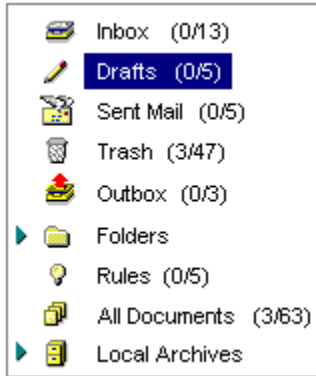 Inbox (0/13)
Drafts (0/5)
Sent Mail (0/5)
Trash (3/47)
Outbox (0/3)
Folders
Rules (0/5)
All Documents (3/63)
Local Archives